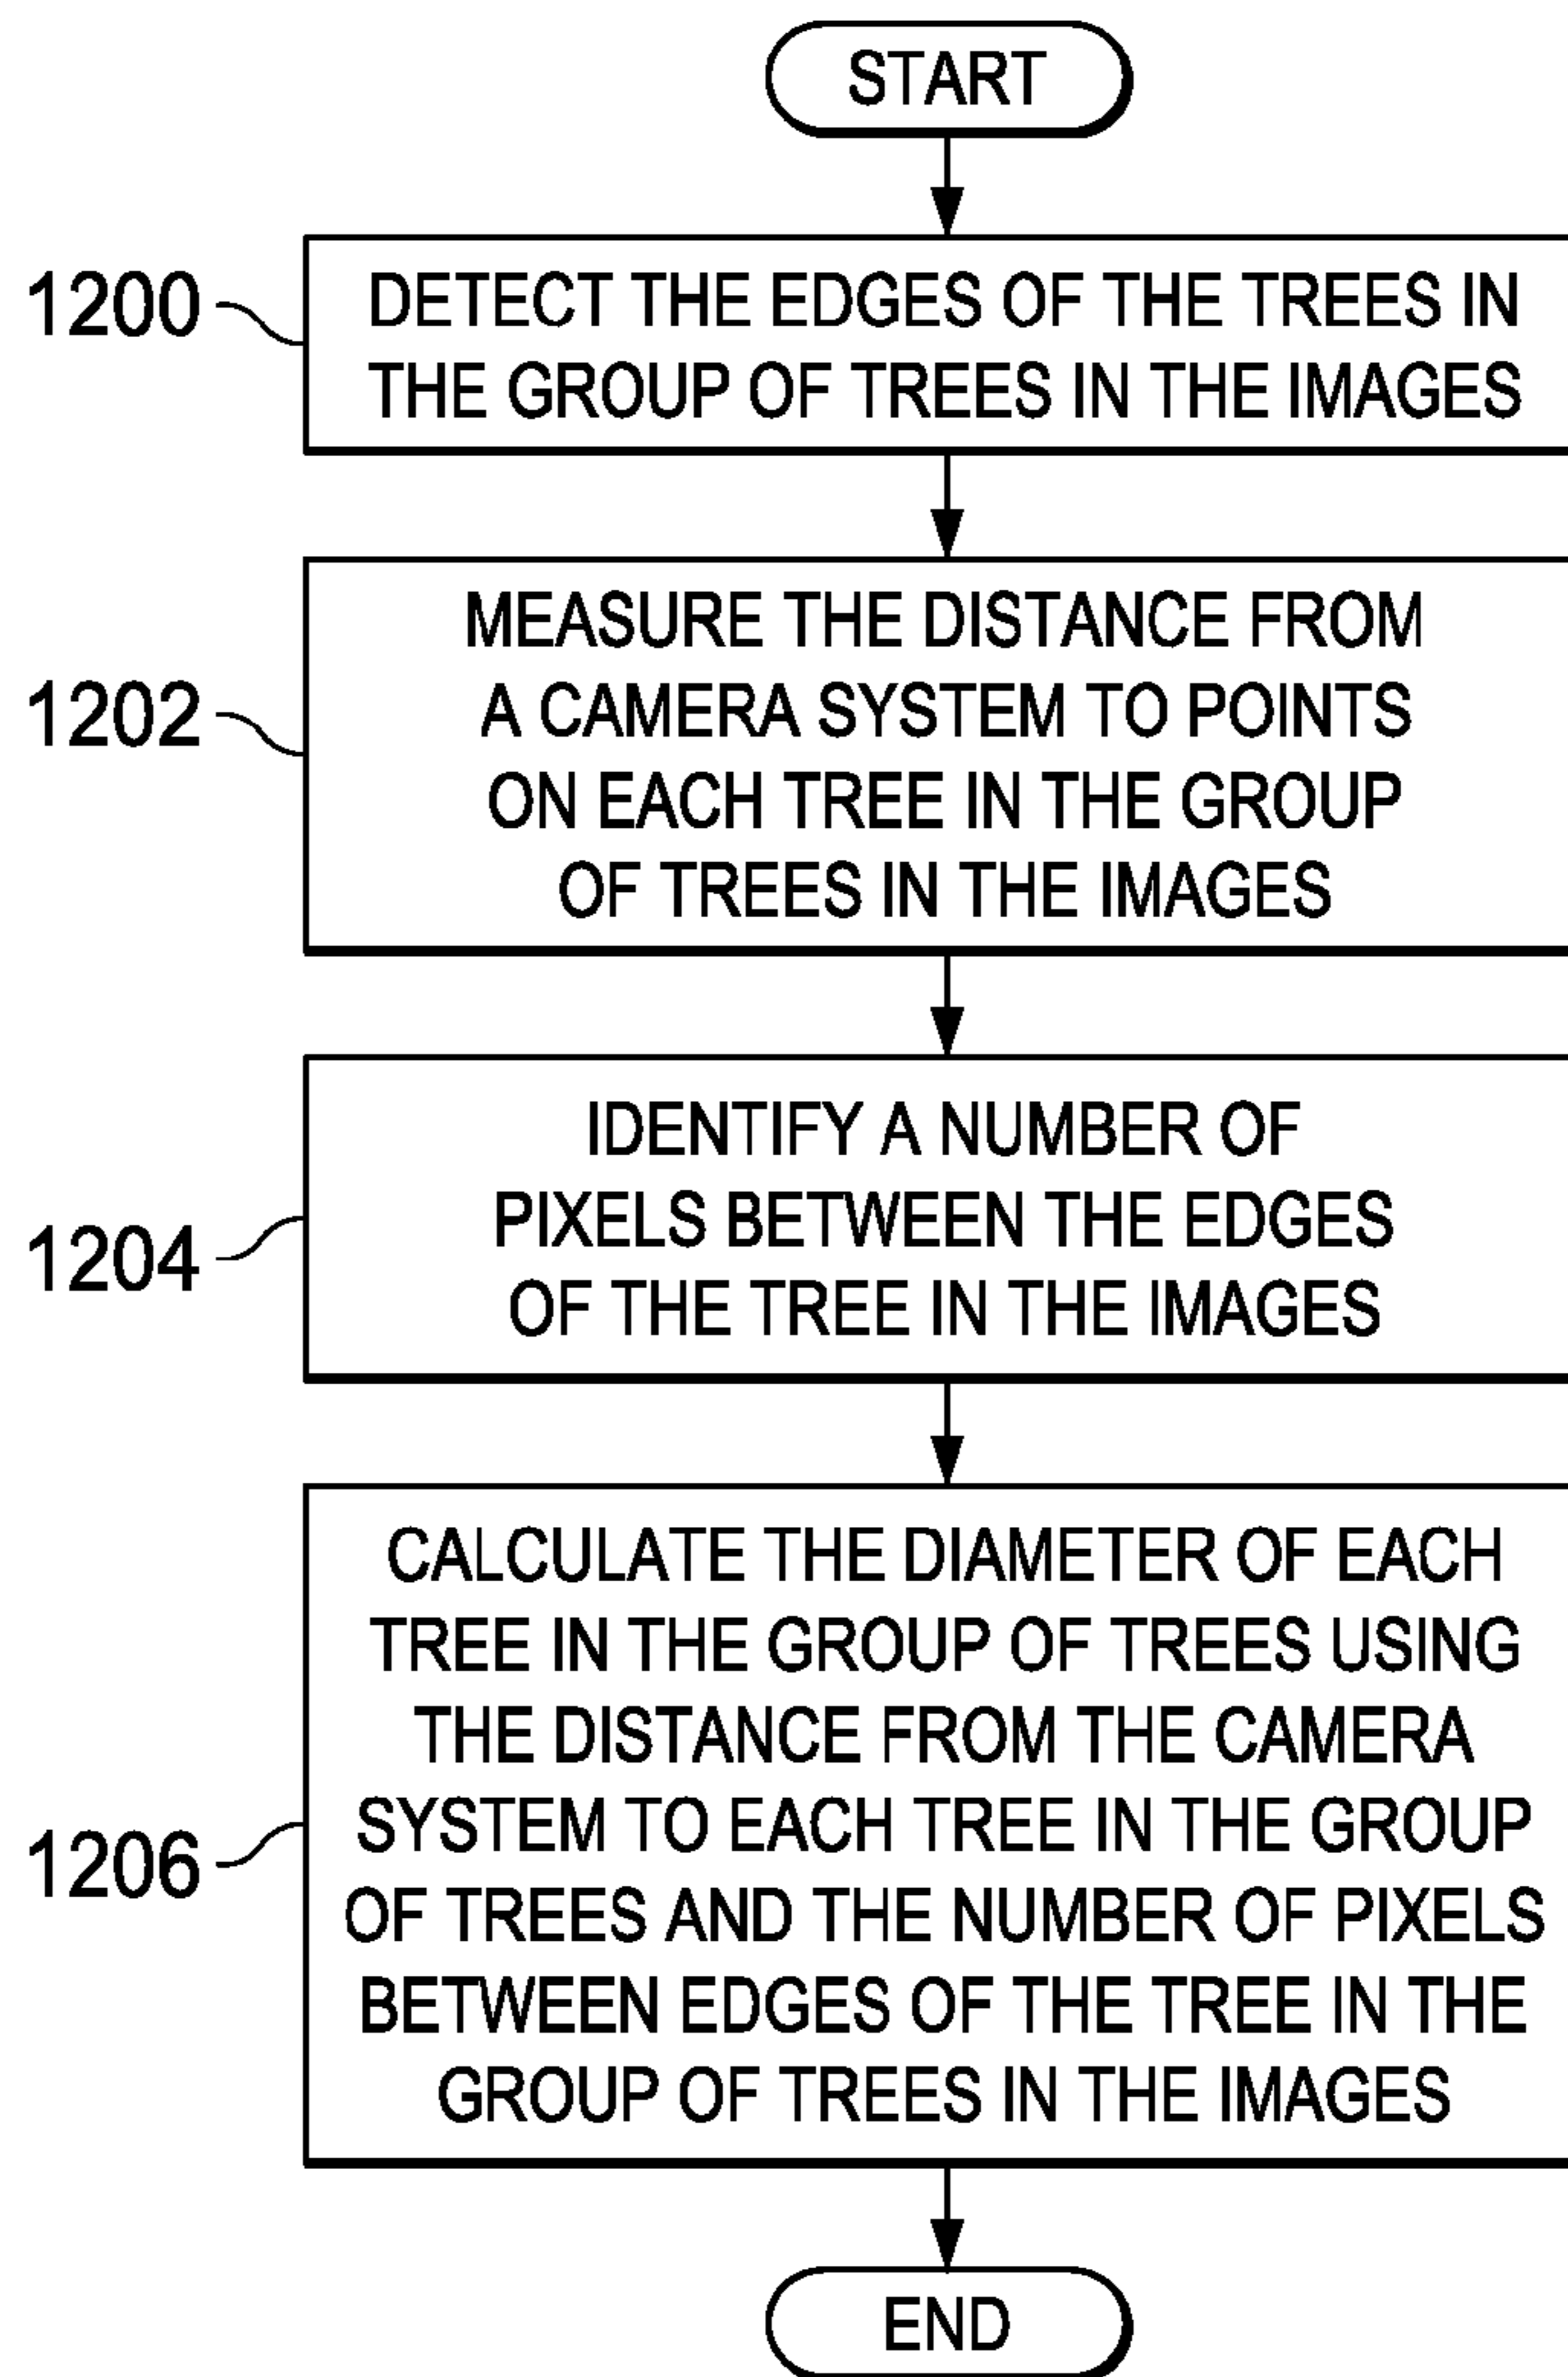 START
1200
DETECT THE EDGES OF THE TREES IN
THE GROUP OF TREES IN THE IMAGES
1202
MEASURE THE DISTANCE FROM
A CAMERA SYSTEM TO POINTS
ON EACH TREE IN THE GROUP
OF TREES IN THE IMAGES
1204
IDENTIFY A NUMBER OF
PIXELS BETWEEN THE EDGES
OF THE TREE IN THE IMAGES
1206
CALCULATE THE DIAMETER OF EACH
TREE IN THE GROUP OF TREES USING
THE DISTANCE FROM THE CAMERA
SYSTEM TO EACH TREE IN THE GROUP
OF TREES AND THE NUMBER OF PIXELS
BETWEEN EDGES OF THE TREE IN THE
GROUP OF TREES IN THE IMAGES
END